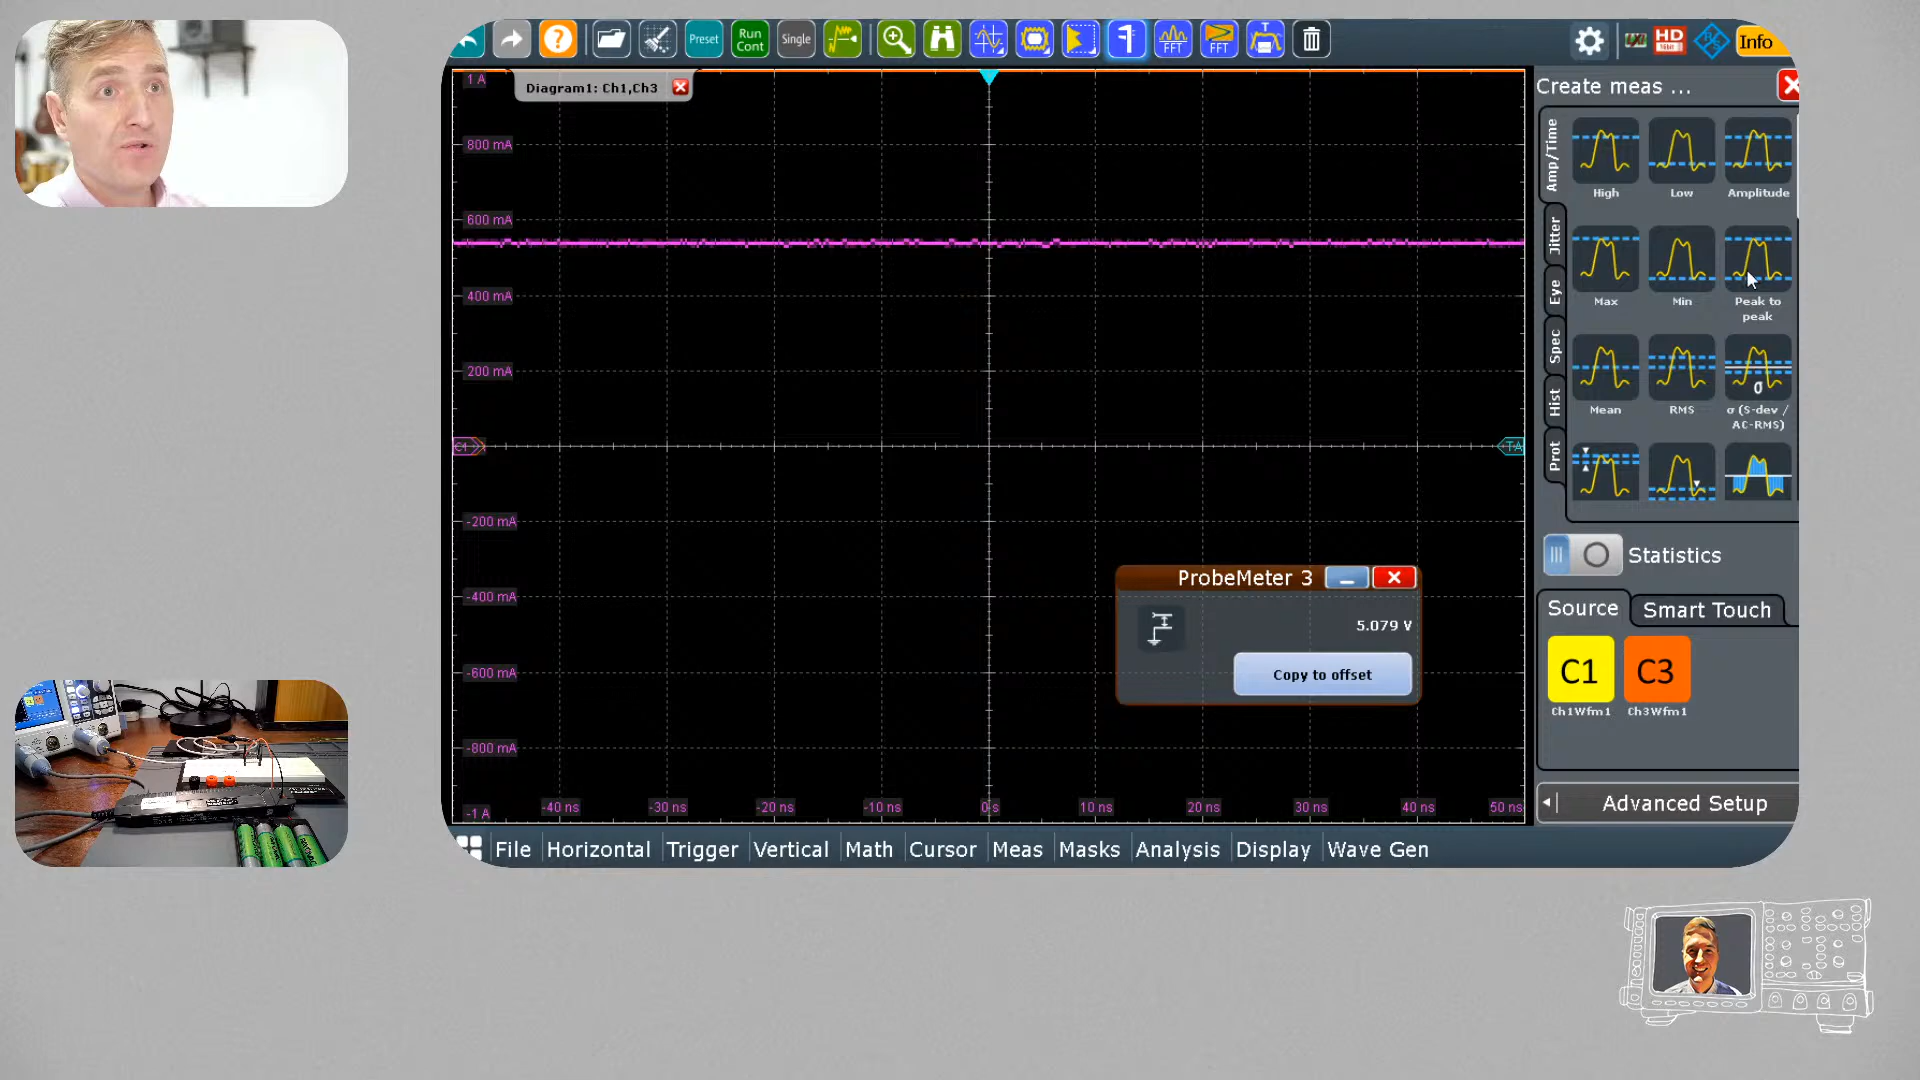 Preset
Run
Cont
Single
FFT
FFT
T
HD
16bit
R&S
Info
1 A
Diagram1: Ch1,Ch3
800 mA
600 mA
400 mA
200 mA
C1
TA
-200 mA
-400 mA
-600 mA
-800 mA
-1 A
-40 ns
-30 ns
-20 ns
-10 ns
0 s
10 ns
20 ns
30 ns
40 ns
50 ns
ProbeMeter 3
5.079 V
Copy to offset
Create meas ...
Amp/Time
Jitter
Eye
Spec
Hist
Prot
High
Low
Amplitude
Max
Min
Peak to
peak
Mean
RMS
σ
σ (S-dev /
AC-RMS)
Statistics
Source
Smart Touch
C1
C3
Ch1Wfm1
Ch3Wfm1
Advanced Setup
File
Horizontal
Trigger
Vertical
Math
Cursor
Meas
Masks
Analysis
Display
Wave Gen